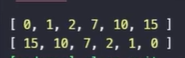 [ 0, 1, 2, 7, 10, 15 ]
[ 15, 10, 7, 2, 1, 0 ]